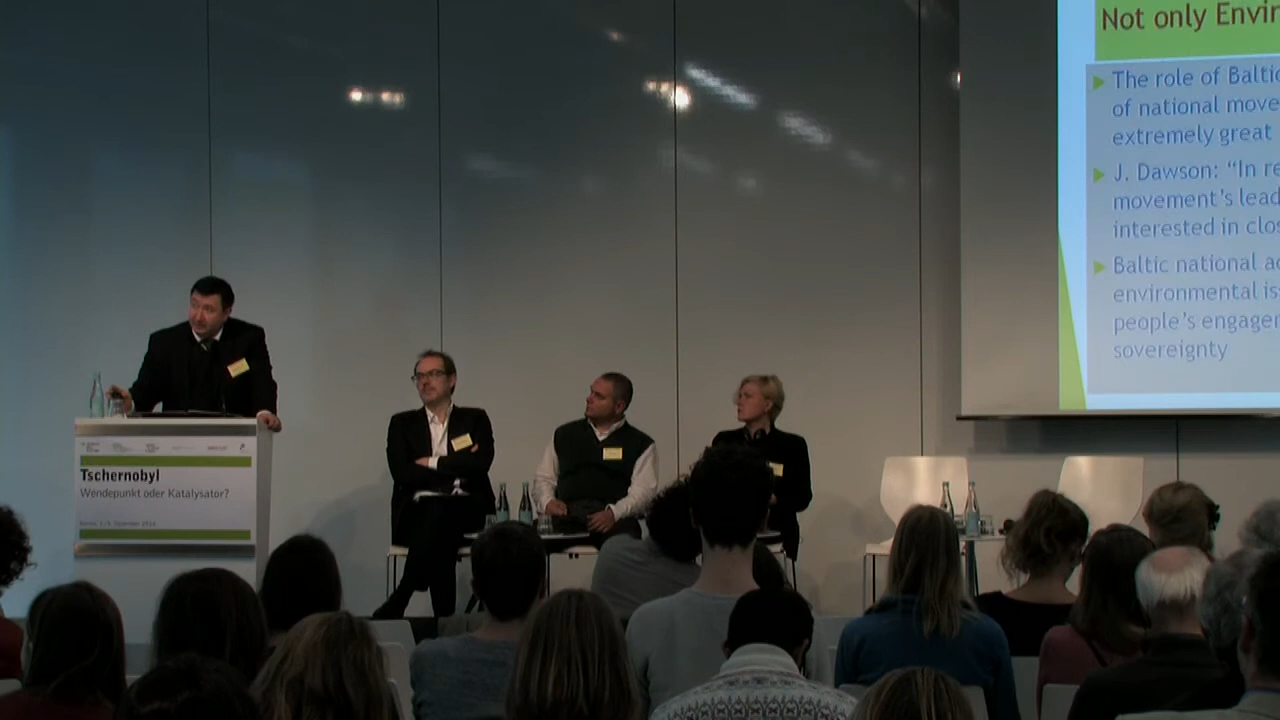 Tschernobyl
Wendepunkt oder Katalysator?
Not only Envir
The role of Baltic
of national move
extremely great
J. Dawson: “In re
movement’s lead
interested in clos
Baltic national ac
environmental is
people’s engagem
sovereignty